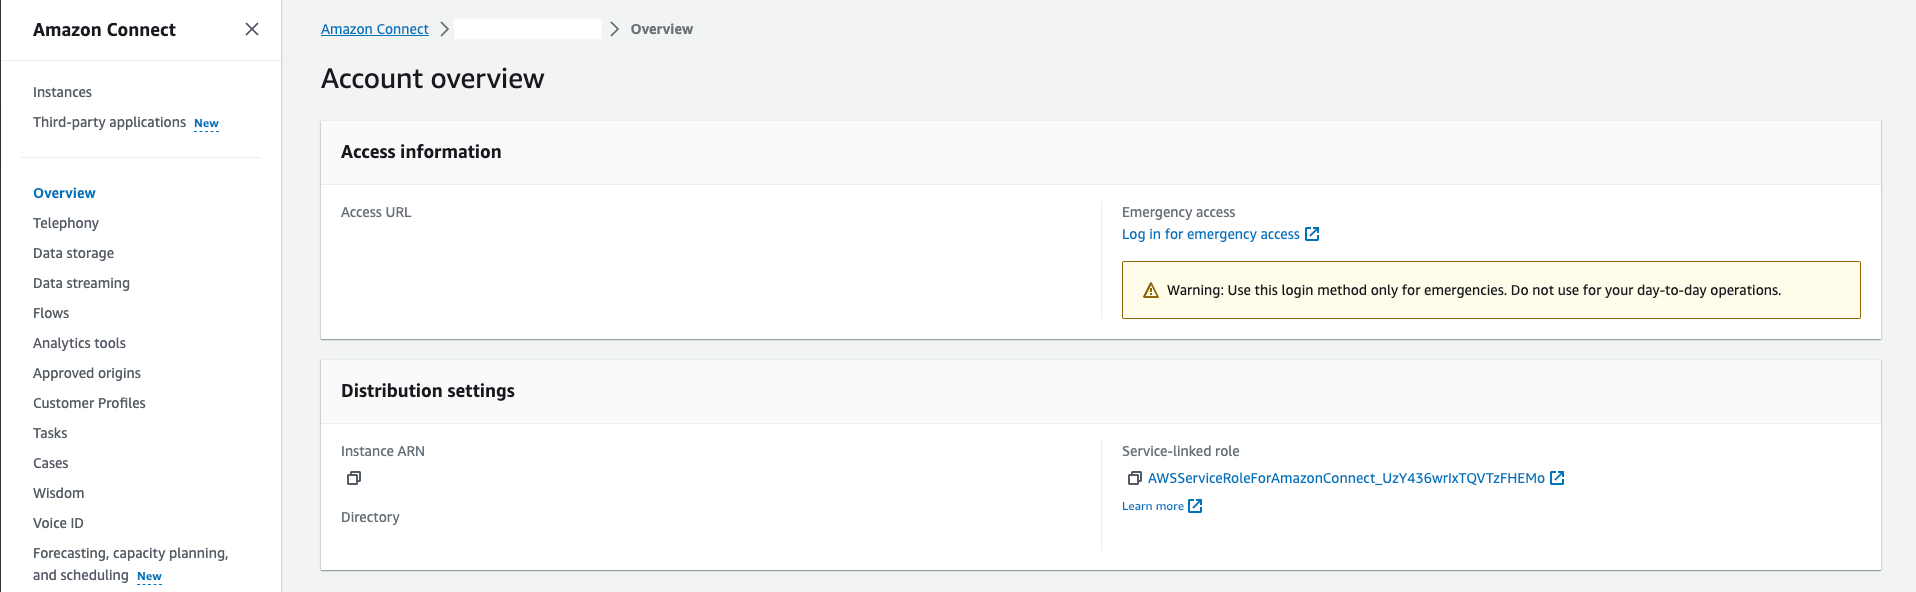 Amazon Connect
Instances
Third-party applications New
Overview
Telephony
Data storage
Data streaming
Flows
Analytics tools
Approved origins
Customer Profiles
Tasks
Cases
Wisdom
Voice ID
Forecasting, capacity planning,
and scheduling New
Amazon Connect > > Overview
Account overview
Access information
Access URL
Emergency access
Log in for emergency access
Warning: Use this login method only for emergencies. Do not use for your day-to-day operations.
Distribution settings
Instance ARN
Directory
Service-linked role
AWSServiceRoleForAmazonConnect_UzY436wrIxTQVTzFHEMo
Learn more